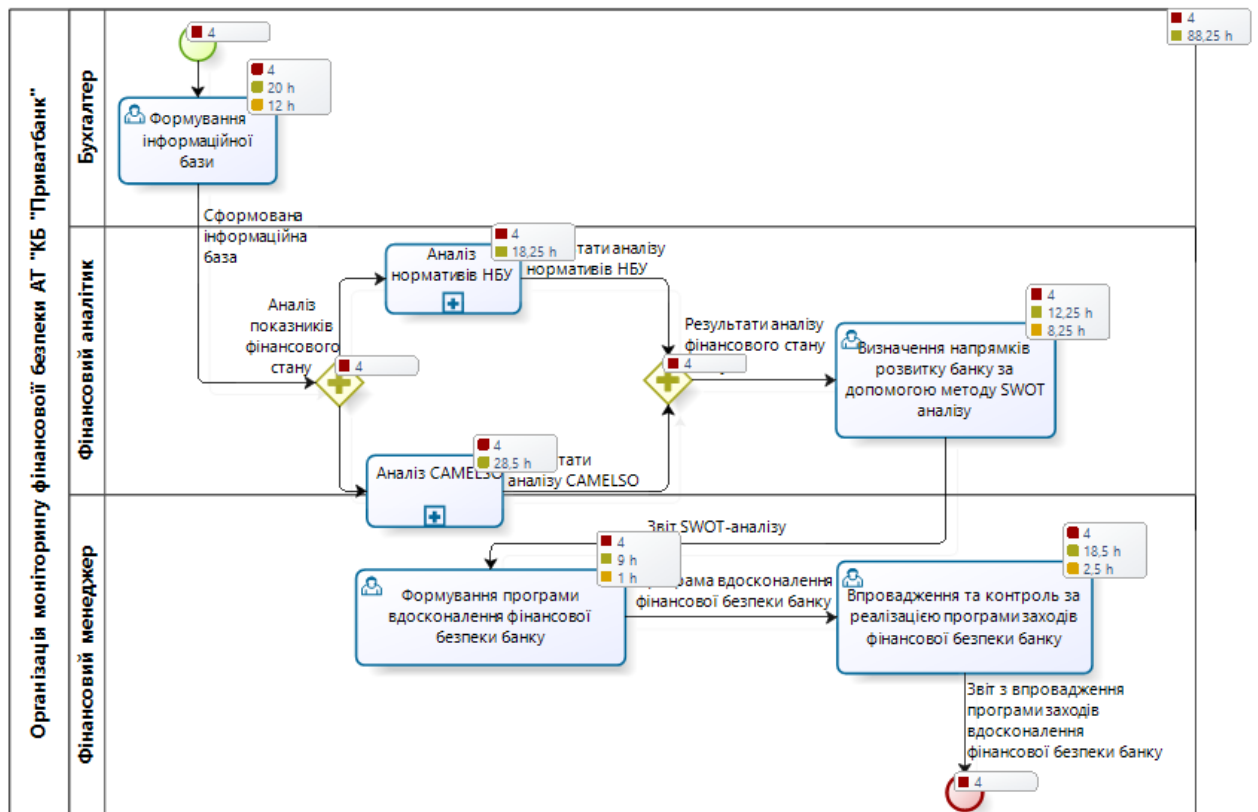 Організація моніторингу фінансової безпеки АТ "КБ "Приватбанк"
Бухгалтер
4
4
20 h
12 h
Формування
інформаційної
бази
4
88,25 h
Сформована
інформаційна
база
Фінансовий аналітик
Аналіз
показників
фінансового
стану
4
4
18,25 h
Аналіз
нормативів НБУ
тати аналізу
нормативів НБУ
4
28,5 h
Аналіз CAMELSO
тати
аналізу CAMELSO
Результати аналізу
фінансового стану
4
4
12,25 h
8,25 h
Визначення напрямків
розвитку банку за
допомогою методу SWOT
аналізу
Фінансовий менеджер
Звіт SWOT-аналізу
4
9 h
1 h
Формування програми
вдосконалення фінансової
безпеки банку
рама вдосконалення
фінансової безпеки банку
4
18,5 h
2,5 h
Впровадження та контроль за
реалізацією програми заходів
фінансової безпеки банку
Звіт з впровадження
програми заходів
вдосконалення
фінансової безпеки банку
4